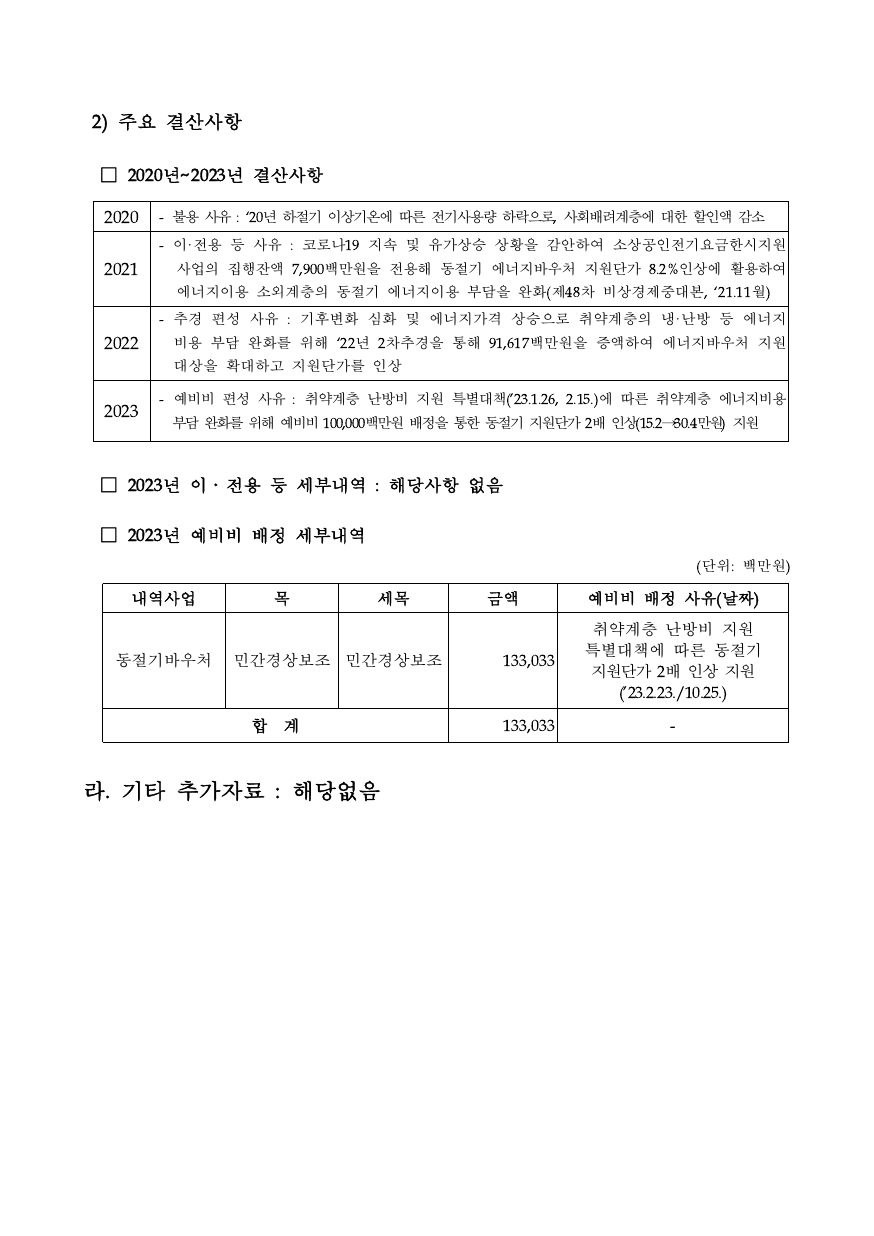 2) 주요 결산사항
□ 2020년~2023년 결산사항
2020
- 불용 사유 : ‘20년 하절기 이상기온에 따른 전기사용량 하락으로, 사회배려계층에 대한 할인액 감소
2021
- 이·전용 등 사유 : 코로나19 지속 및 유가상승 상황을 감안하여 소상공인전기요금한시지원
사업의 집행잔액 7,900백만원을 전용해 동절기 에너지바우처 지원단가 8.2%인상에 활용하여
에너지이용 소외계층의 동절기 에너지이용 부담을 완화(제48차 비상경제중대본, ‘21.11월)
2022
- 추경 편성 사유 : 기후변화 심화 및 에너지가격 상승으로 취약계층의 냉·난방 등 에너지
비용 부담 완화를 위해 ‘22년 2차추경을 통해 91,617백만원을 증액하여 에너지바우처 지원
대상을 확대하고 지원단가를 인상
2023
- 예비비 편성 사유 : 취약계층 난방비 지원 특별대책(’23.1.26, 2.15.)에 따른 취약계층 에너지비용
부담 완화를 위해 예비비 100,000백만원 배정을 통한 동절기 지원단가 2배 인상(15.2→30.4만원) 지원
□ 2023년 이·전용 등 세부내역 : 해당사항 없음
□ 2023년 예비비 배정 세부내역
(단위: 백만원)
내역사업 목 세목 금액 예비비 배정 사유(날짜)
동절기바우처 민간경상보조 민간경상보조 133,033
취약계층 난방비 지원
특별대책에 따른 동절기
지원단가 2배 인상 지원
(’23.2.23./10.25.)
합 계 133,033 -
라. 기타 추가자료 : 해당없음